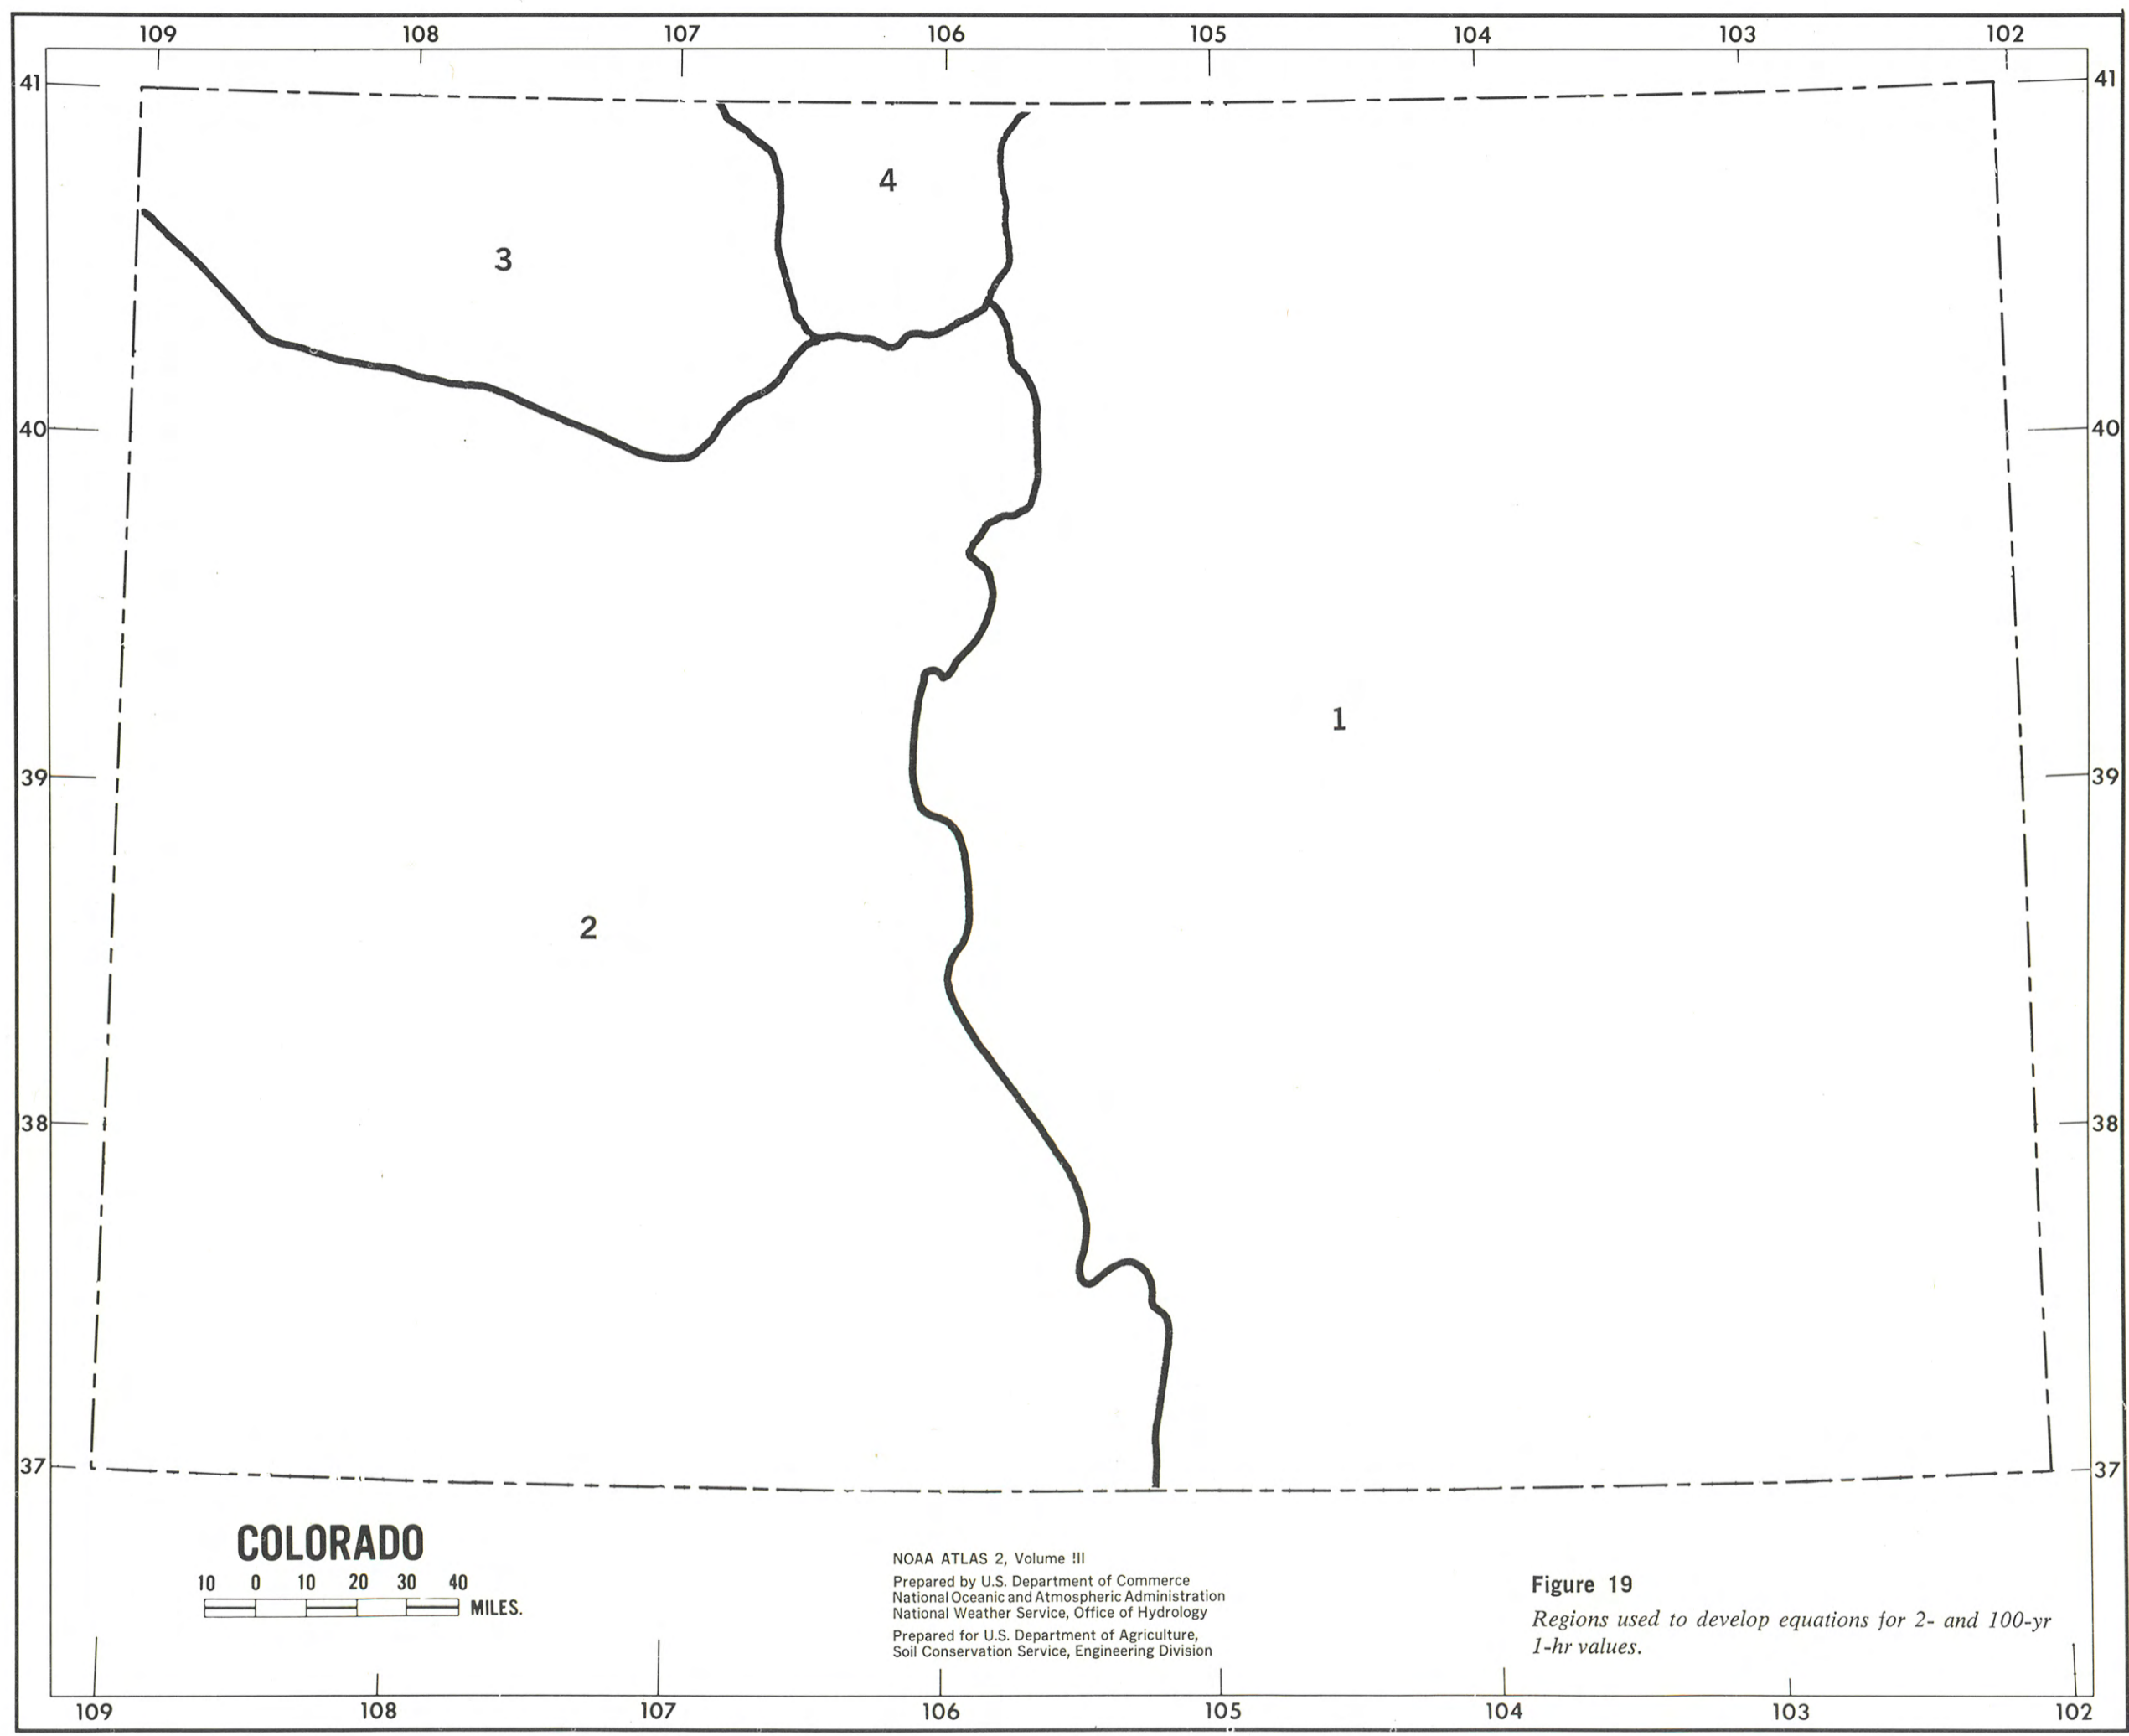 109 108 107 106 105 104 103 102
41 41
4
3
40 40
1
39 39
2
38 38
37 37
COLORADO
10 0 10 20 30 40
MILES.
NOAA ATLAS 2, Volume III
Prepared by U.S. Department of Commerce
National Oceanic and Atmospheric Administration
National Weather Service, Office of Hydrology
Prepared for U.S. Department of Agriculture,
Soil Conservation Service, Engineering Division
Figure 19
Regions used to develop equations for 2- and 100-yr
1-hr values.
109 108 107 106 105 104 103 102